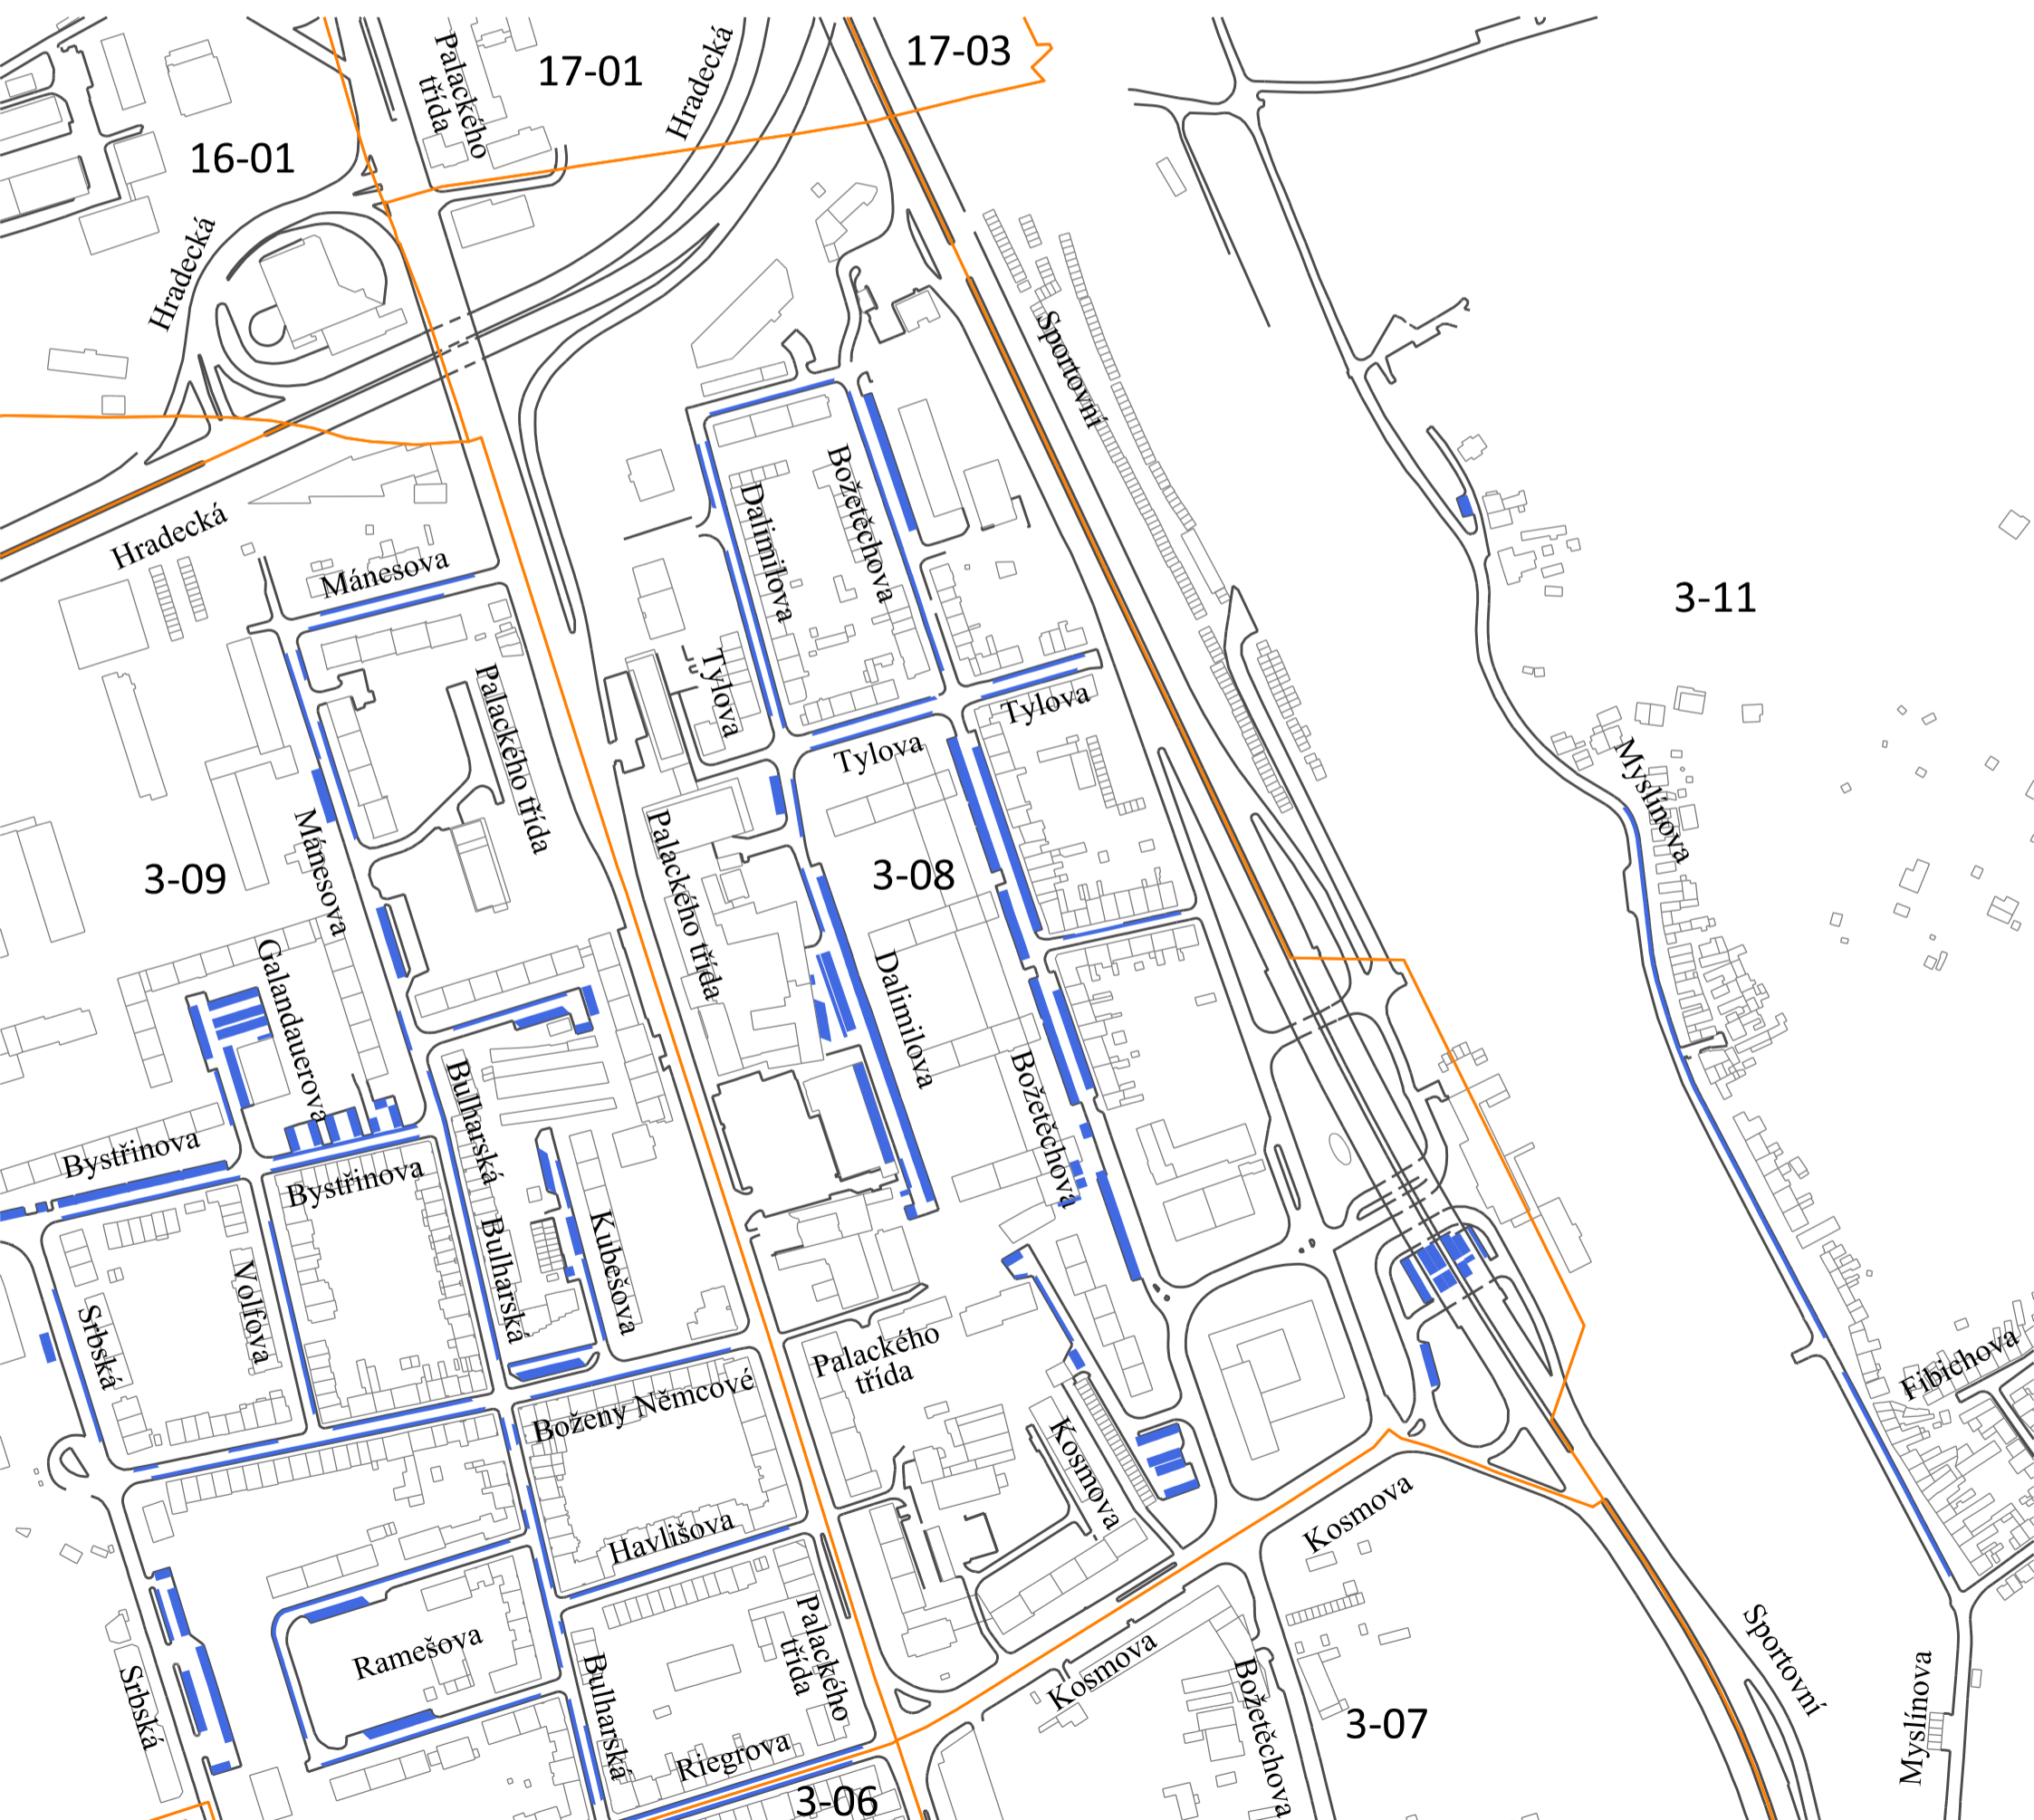 17-03
17-01
Palackého
třída
Hradecká
16-01
Hradecká
Sportovní
Hradecká
Mánesova
Božetěchova
Dalimilova
3-11
Tylova
Tylova
Tylova
Palackého třída
Myslínova
Mánesova
Palackého třída
3-09
3-08
Galandauerova
Dalimilova
Bulharská
Božetěchova
Bystřinova
Bystřinova
Bulharská
Kubešova
Volfova
Srbská
Palackého
třída
Fibichova
Boženy Němcové
Kosmova
Kosmova
Havlišova
Palackého
třída
Ramešova
Kosmova
Srbská
Bulharská
Božetěchova
Sportovní
Myslínova
3-07
Riegrova
3-06